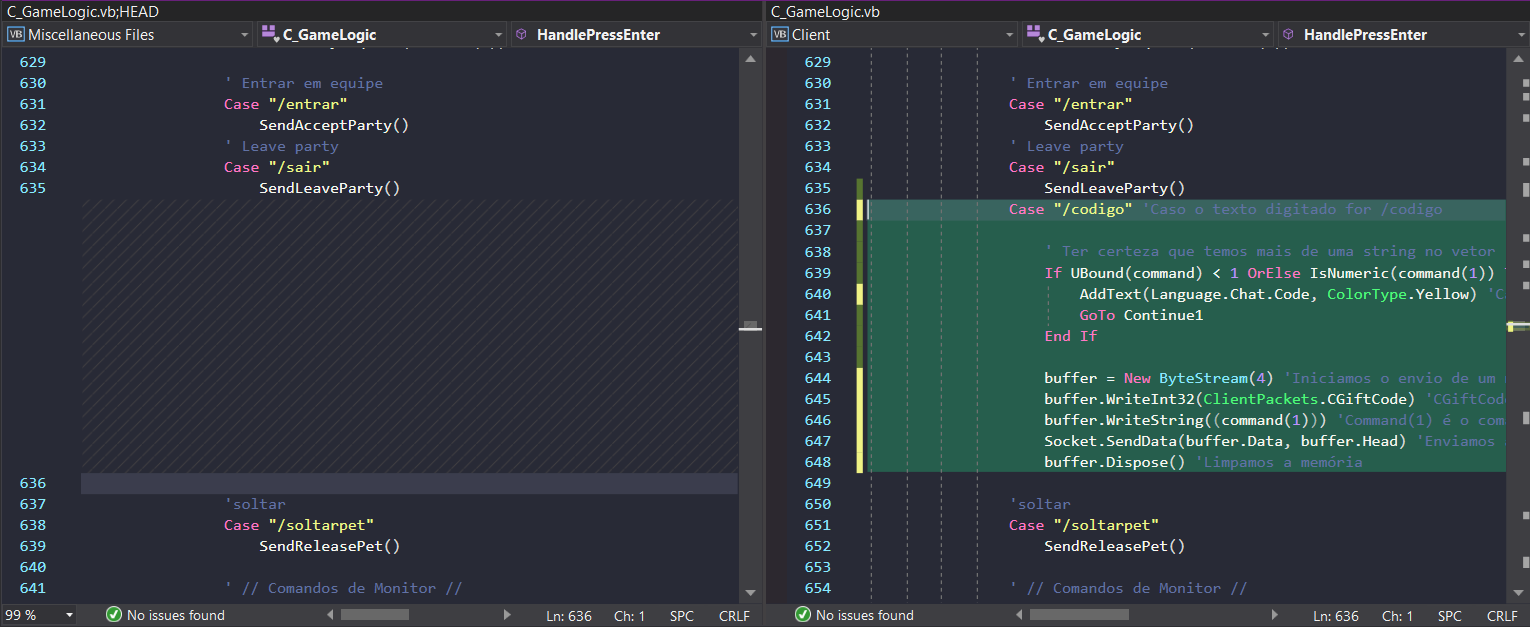 C_GameLogic.vb;HEAD
VB Miscellaneous Files C_GameLogic HandlePressEnter
629
630 ' Entrar em equipe
631 Case "/entrar"
632 SendAcceptParty()
633 ' Leave party
634 Case "/sair"
635 SendLeaveParty()
636
637 'soltar
638 Case "/soltarpet"
639 SendReleasePet()
640
641 ' // Comandos de Monitor //
99 % No issues found Ln: 636 Ch: 1 SPC CRLF
C_GameLogic.vb
VB Client C_GameLogic HandlePressEnter
629
630 ' Entrar em equipe
631 Case "/entrar"
632 SendAcceptParty()
633 ' Leave party
634 Case "/sair"
635 SendLeaveParty()
636 Case "/codigo" 'Caso o texto digitado for /codigo
637
638 ' Ter certeza que temos mais de uma string no vetor
639 If UBound(command) < 1 OrElse IsNumeric(command(1))
640 AddText(Language.Chat.Code, ColorType.Yellow) 'C
641 GoTo Continue1
642 End If
643
644 buffer = New ByteStream(4) 'Iniciamos o envio de um
645 buffer.WriteInt32(ClientPackets.CGiftCode) 'CGiftCod
646 buffer.WriteString((command(1))) 'Command(1) é o com
647 Socket.SendData(buffer.Data, buffer.Head) 'Enviamos
648 buffer.Dispose() 'Limpamos a memória
649
650 'soltar
651 Case "/soltarpet"
652 SendReleasePet()
653
654 ' // Comandos de Monitor //
No issues found Ln: 636 Ch: 1 SPC CRLF